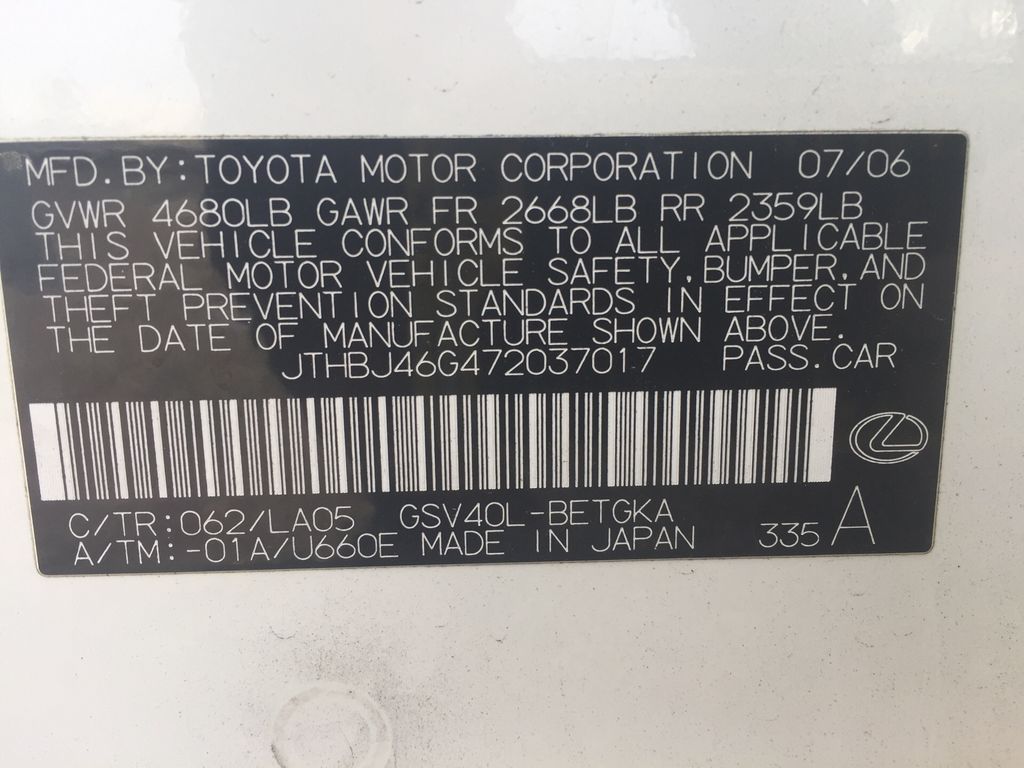 MFD. BY: TOYOTA MOTOR CORPORATION 07/06
GVWR 4680LB GAWR FR 2668LB RR 2359LB
THIS VEHICLE CONFORMS TO ALL APPLICABLE
FEDERAL MOTOR VEHICLE SAFETY, BUMPER, AND
THEFT PREVENTION STANDARDS IN EFFECT ON
THE DATE OF MANUFACTURE SHOWN ABOVE.
JTHBJ46G472037017 PASS. CAR
C/TR: 062/LA05 GSV40L-BETGKA
A/TM: -01A/U660E MADE IN JAPAN 335 A